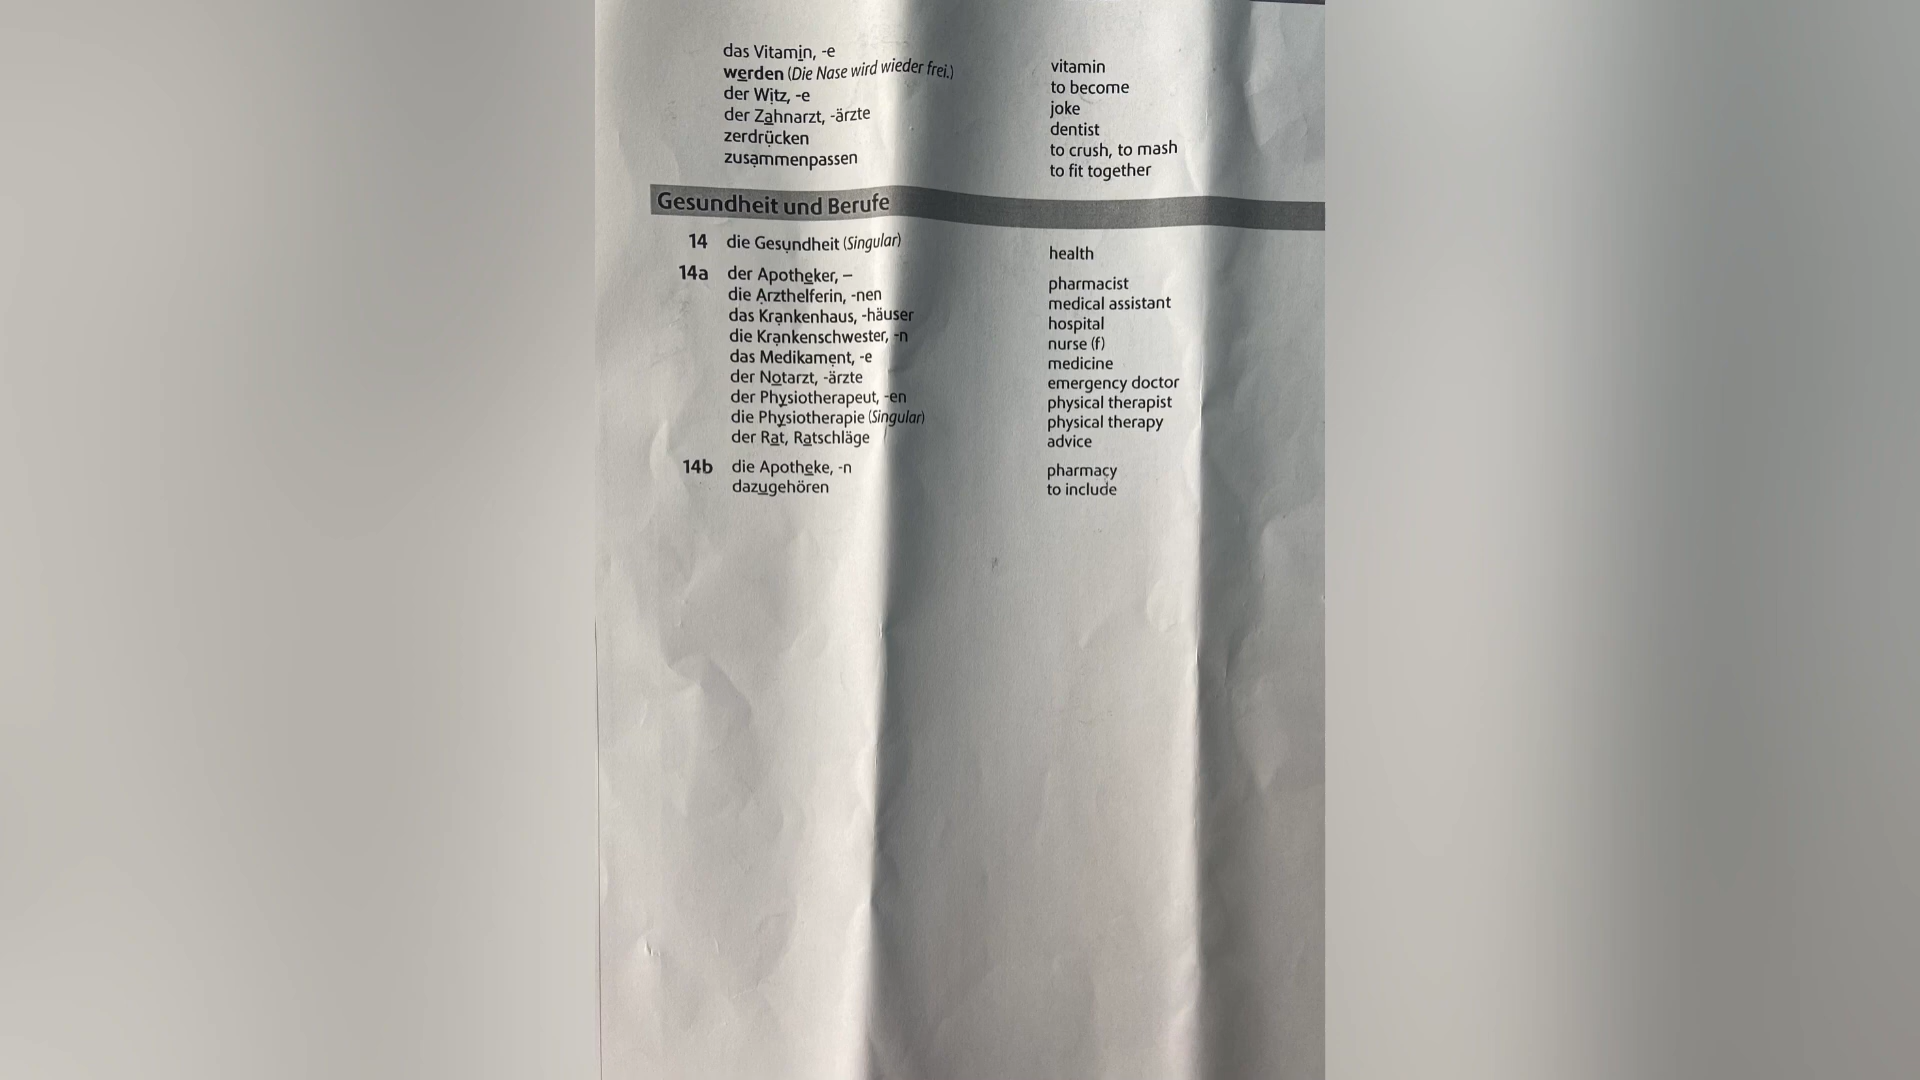 das Vitamin, -e vitamin
werden (Die Nase wird wieder frei.) to become
der Witz, -e joke
der Zahnarzt, -ärzte dentist
zerdrücken to crush, to mash
zusammenpassen to fit together
Gesundheit und Berufe
14 die Gesundheit (Singular) health
14a der Apotheker, – pharmacist
die Arzthelferin, -nen medical assistant
das Krankenhaus, -häuser hospital
die Krankenschwester, -n nurse (f)
das Medikament, -e medicine
der Notarzt, -ärzte emergency doctor
der Physiotherapeut, -en physical therapist
die Physiotherapie (Singular) physical therapy
der Rat, Ratschläge advice
14b die Apotheke, -n pharmacy
dazugehören to include